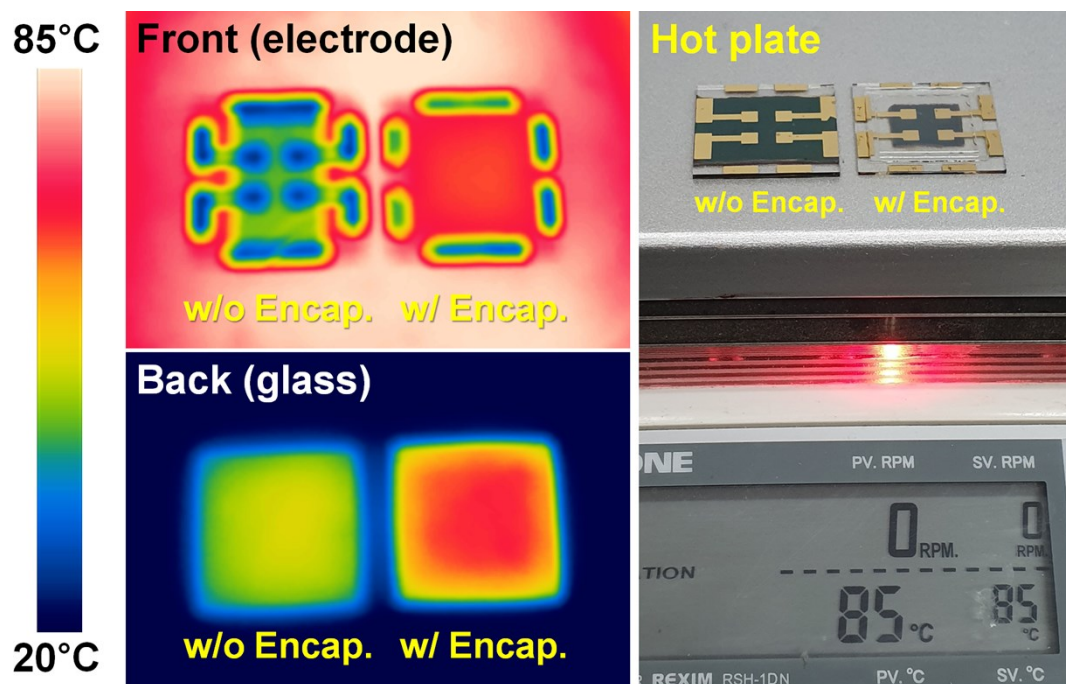 85°C
20°C
Front (electrode)
w/o Encap. w/ Encap.
Back (glass)
w/o Encap. w/ Encap.
Hot plate
w/o Encap. w/ Encap.
ONE
PV. RPM SV. RPM
0 RPM. 0 RPM.
ATION
85 °C 85 °C
PV. °C SV. °C
REXIM RSH-1DN